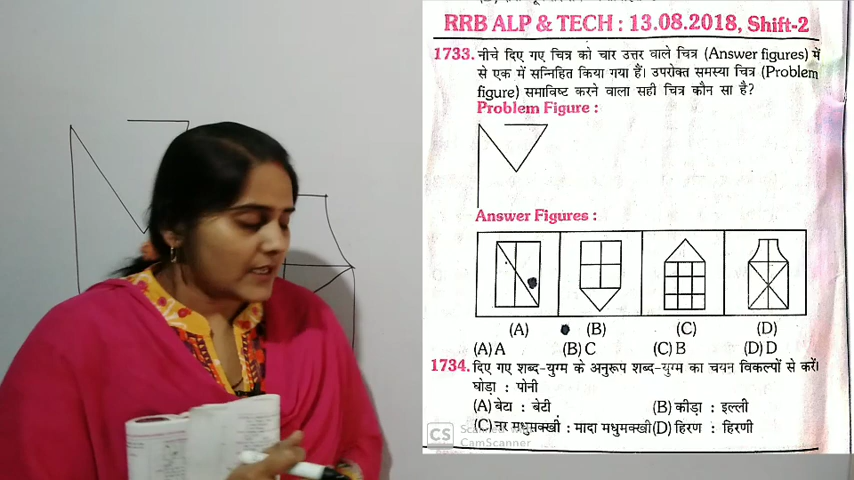 RRB ALP & TECH : 13.08.2018, Shift-2
1733. नीचे दिए गए चित्र को चार उत्तर वाले चित्र (Answer figures) में
से एक में सन्निहित किया गया हैं। उपरोक्त समस्या चित्र (Problem
figure) समाविष्ट करने वाला सही चित्र कौन सा है?
Problem Figure :
Answer Figures :
(A) (B) (C) (D)
(A) A (B) C (C) B (D) D
1734. दिए गए शब्द-युग्म के अनुरूप शब्द-युग्म का चयन विकल्पों से करें।
घोड़ा : पोनी
(A) बेटा : बेटी (B) कीड़ा : इल्ली
(C) नर मधुमक्खी : मादा मधुमक्खी (D) हिरण : हिरणी
CS Scanned
CamScanner